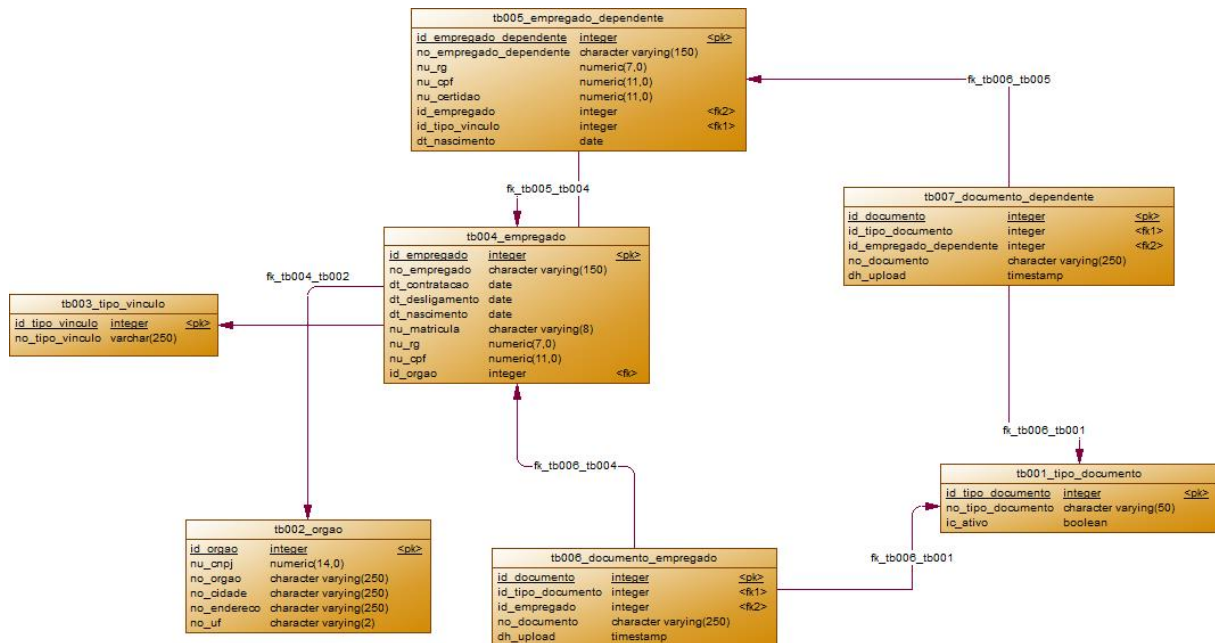 tb005_empregado_dependente
id_empregado_dependente integer <pk>
no_empregado_dependente character varying(150)
nu_rg numeric(7,0)
nu_cpf numeric(11,0)
nu_certidao numeric(11,0)
id_empregado integer <fk2>
id_tipo_vinculo integer <fk1>
dt_nascimento date
fk_tb006_tb005
fk_tb005_tb004
tb007_documento_dependente
id_documento integer <pk>
id_tipo_documento integer <fk1>
id_empregado_dependente integer <fk2>
no_documento character varying(250)
dh_upload timestamp
tb004_empregado
id_empregado integer <pk>
no_empregado character varying(150)
dt_contratacao date
dt_desligamento date
dt_nascimento date
nu_matricula character varying(8)
nu_rg numeric(7,0)
nu_cpf numeric(11,0)
id_orgao integer <fk>
fk_tb004_tb002
tb003_tipo_vinculo
id_tipo_vinculo integer <pk>
no_tipo_vinculo varchar(250)
fk_tb006_tb001
fk_tb006_tb004
tb001_tipo_documento
id_tipo_documento integer <pk>
no_tipo_documento character varying(50)
ic_ativo boolean
tb002_orgao
id_orgao integer <pk>
nu_cnpj numeric(14,0)
no_orgao character varying(250)
no_cidade character varying(250)
no_endereco character varying(250)
no_uf character varying(2)
tb006_documento_empregado
id_documento integer <pk>
id_tipo_documento integer <fk1>
id_empregado integer <fk2>
no_documento character varying(250)
dh_upload timestamp
fk_tb006_tb001